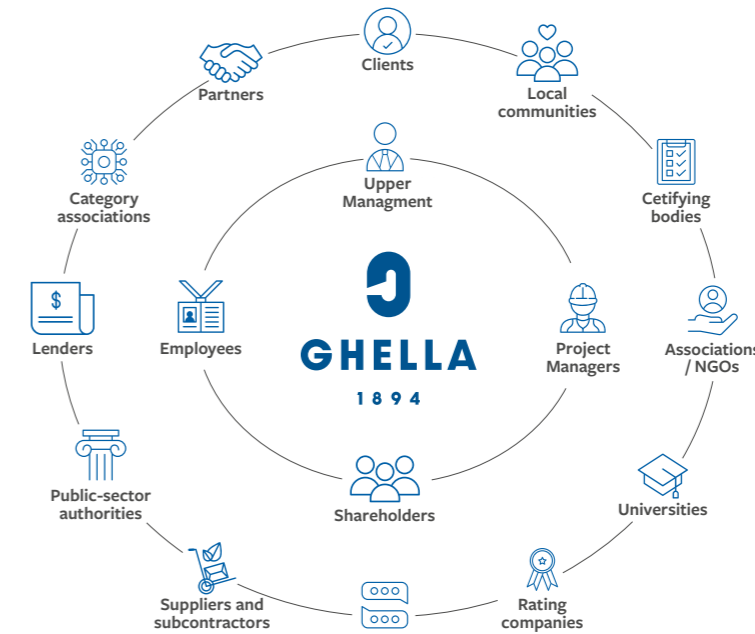 Clients
Partners
Local
communities
Category
associations
Upper
Managment
Cetifying
bodies
$
Lenders
Employees
GHELLA
1894
Project
Managers
Associations
/ NGOs
Public-sector
authorities
Shareholders
Universities
Suppliers and
subcontractors
Rating
companies